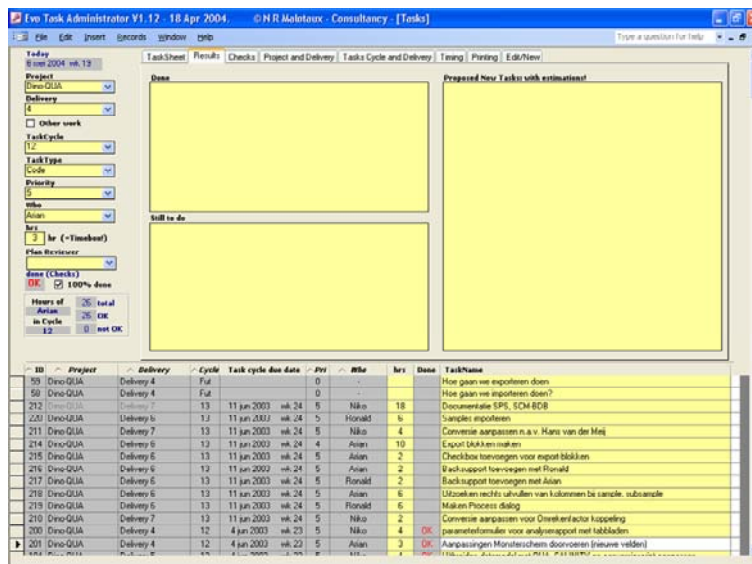 Evo Task Administrator V1.12 - 18 Apr 2004. © N R Malotaux - Consultancy - [Tasks]
File Edit Insert Records Window Help Type a question for help
Today
2004 wk 19
Project
Dino-QUA
Delivery
4
Other work
TaskCycle
12
TaskType
Code
Priority
5
Who
Arian
hrs
3 hr (=Timebox!)
Plan Reviewer
done (Checks)
OK 100% done
Hours of 26 total
Arian 26 OK
in Cycle
12 0 not OK
TaskSheet Results Checks Project and Delivery Tasks Cycle and Delivery Timing Printing Edit/New
Done
Proposed New Tasks: with estimations!
Still to do
ID Project Delivery Cycle Task cycle due date Pri Who hrs Done TaskName
59 Dino-QUA Delivery 4 Fut 0 - Hoe gaan we exporteren doen
58 Dino-QUA Delivery 4 Fut 0 - Hoe gaan we importeren doen?
212 Dino-QUA Delivery 7 13 11 jun 2003 wk 24 5 Niko 18 Documentatie SPS, SCM-BDB
220 Dino-QUA Delivery 6 13 11 jun 2003 wk 24 5 Ronald 6 Samples importeren
211 Dino-QUA Delivery 7 13 11 jun 2003 wk 24 5 Niko 4 Conversie aanpassen n.a.v. Hans van der Meij
214 Dino-QUA Delivery 6 13 11 jun 2003 wk 24 4 Arian 10 Export blokken maken
215 Dino-QUA Delivery 6 13 11 jun 2003 wk 24 5 Arian 2 Checkbox toevoegen voor export-blokken
216 Dino-QUA Delivery 6 13 11 jun 2003 wk 24 5 Arian 2 Backsupport toevoegen met Ronald
217 Dino-QUA Delivery 6 13 11 jun 2003 wk 24 5 Ronald 2 Backsupport toevoegen met Arian
218 Dino-QUA Delivery 6 13 11 jun 2003 wk 24 5 Arian 6 Uitzoeken rechts uitvullen van kolommen bij sample, subsample
219 Dino-QUA Delivery 6 13 11 jun 2003 wk 24 5 Ronald 6 Maken Process dialog
210 Dino-QUA Delivery 7 13 11 jun 2003 wk 24 5 Niko 2 Conversie aanpassen voor Omrekenfactor koppeling
200 Dino-QUA Delivery 4 12 4 jun 2003 wk 23 5 Niko 4 OK parameterformulier voor analyserapport met tabbladen
201 Dino-QUA Delivery 4 12 4 jun 2003 wk 23 5 Arian 3 OK Aanpassingen Monsterscherm doorvoeren (nieuwe velden)